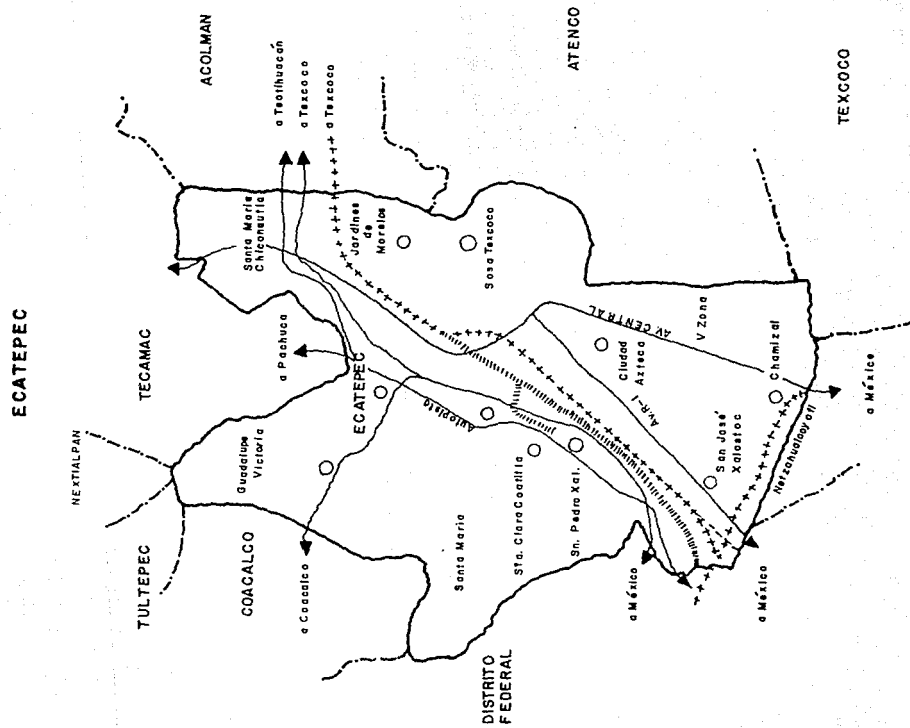 ECATEPEC
NEXTIALPAN
TULTEPEC
TECAMAC
ACOLMAN
COACALCO
Guadalupe
Victoria
a Pachuca
Santa María
Chiconautla
a Teotihuacán
a Texcoco
a Texcoco
a Coacalco
ECATEPEC
Jardines
de
Morelos
Autopista
Santa María
Sosa Texcoco
ATENCO
Sta. Clara Coatitla
Sn. Pedro Xal.
DISTRITO
FEDERAL
Ciudad
Azteca
AV CENTRAL
Av. R-1
V Zona
a México
San José
Xalostoc
Chamizal
a México
a México
TEXCOCO